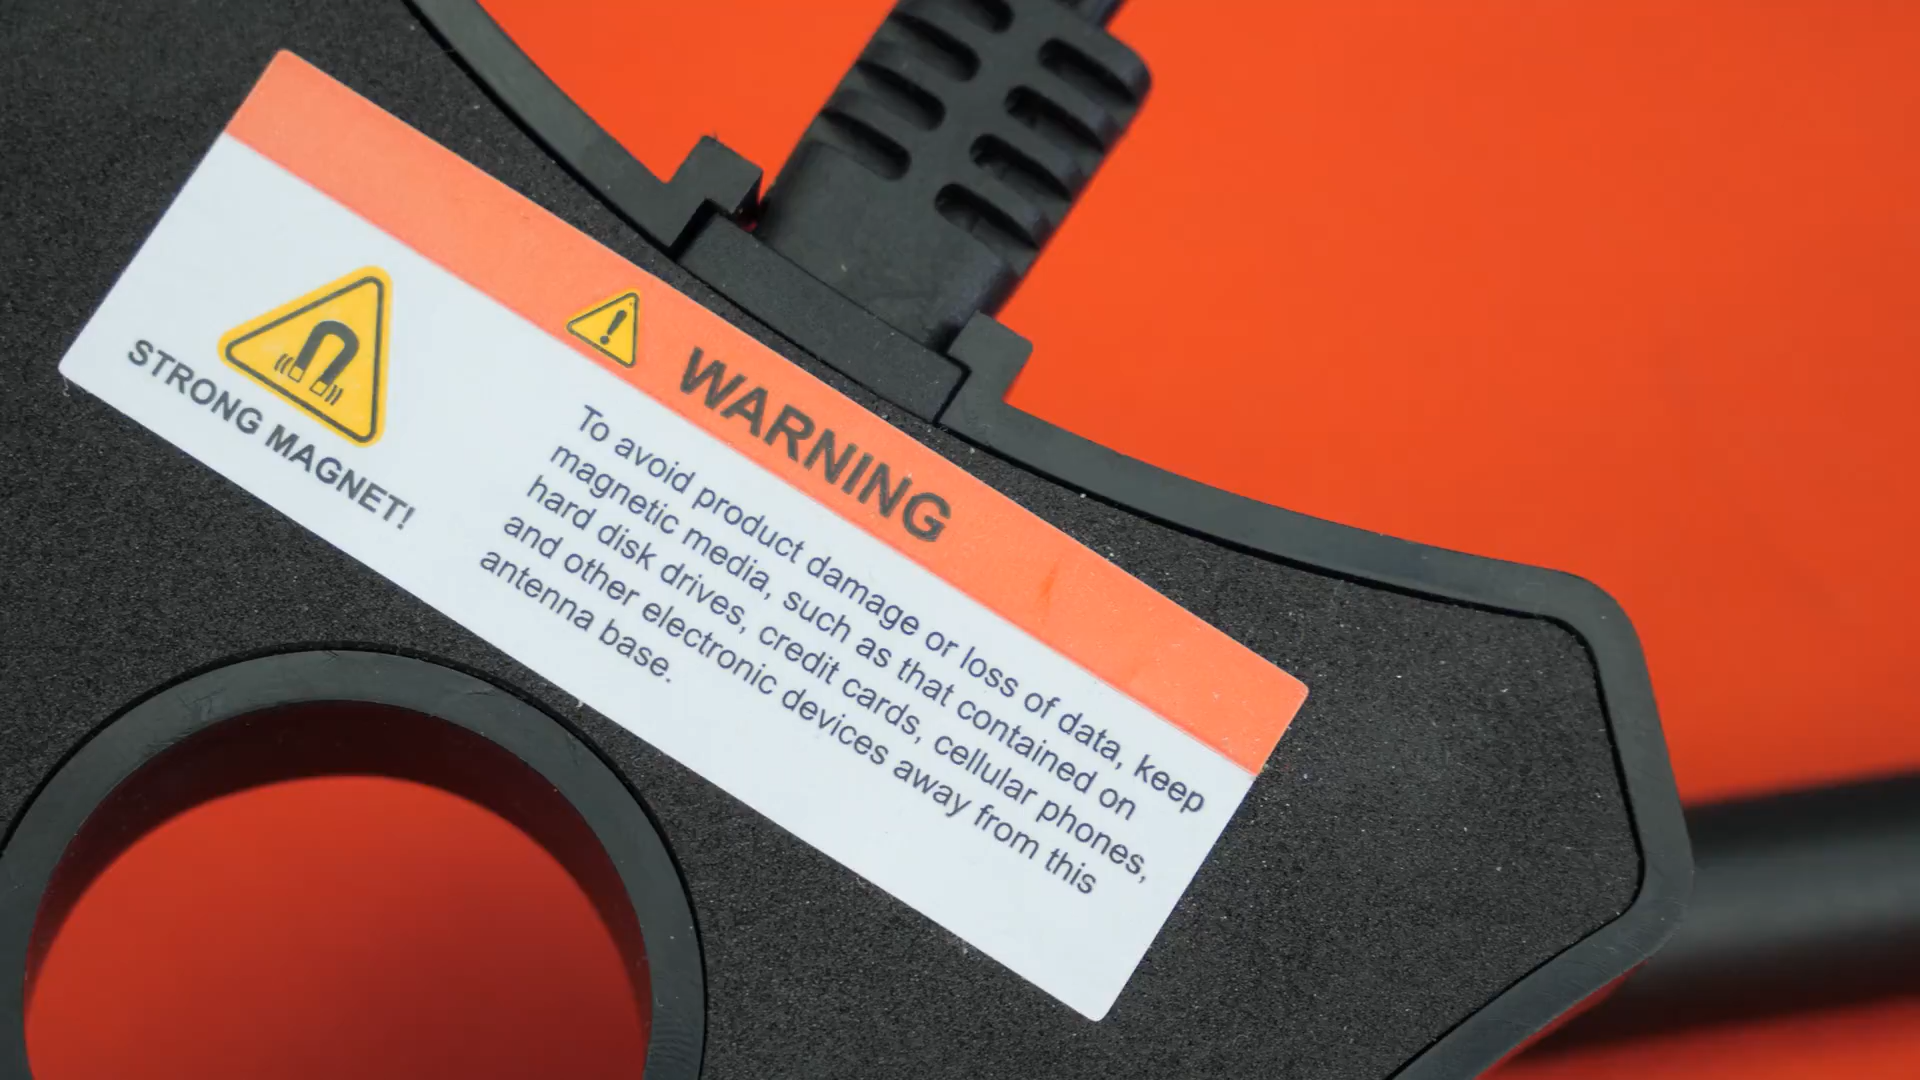 WARNING
STRONG MAGNET!
To avoid product damage or loss of data, keep
magnetic media, such as that contained on
hard disk drives, credit cards, cellular phones,
and other electronic devices away from this
antenna base.